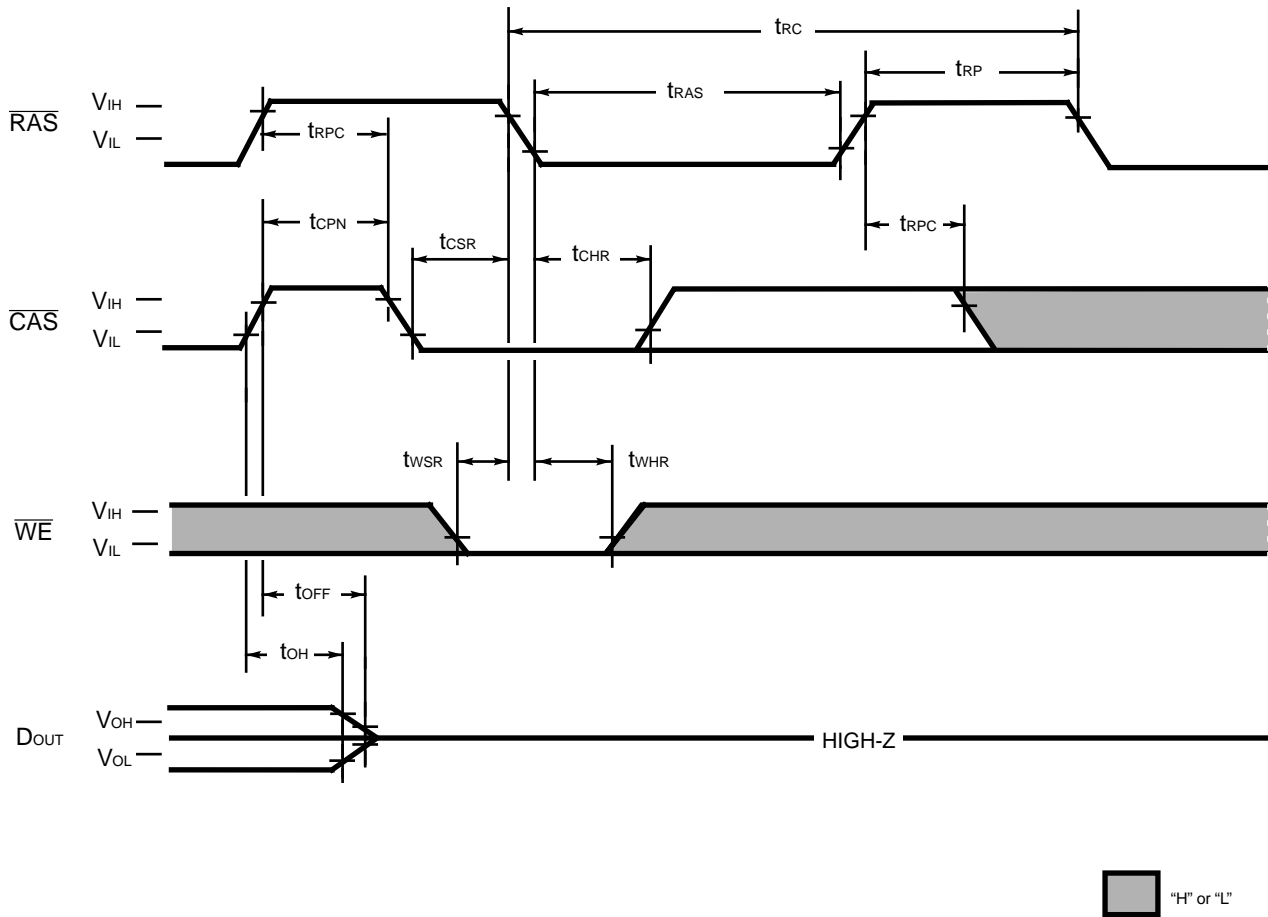 tRC
tRP
tRAS
RAS
VIH
VIL
tRPC
tCPN
tCSR
tCHR
tRPC
CAS
VIH
VIL
tWSR
tWHR
WE
VIH
VIL
tOFF
tOH
DOUT
VOH
VOL
HIGH-Z
“H” or “L”